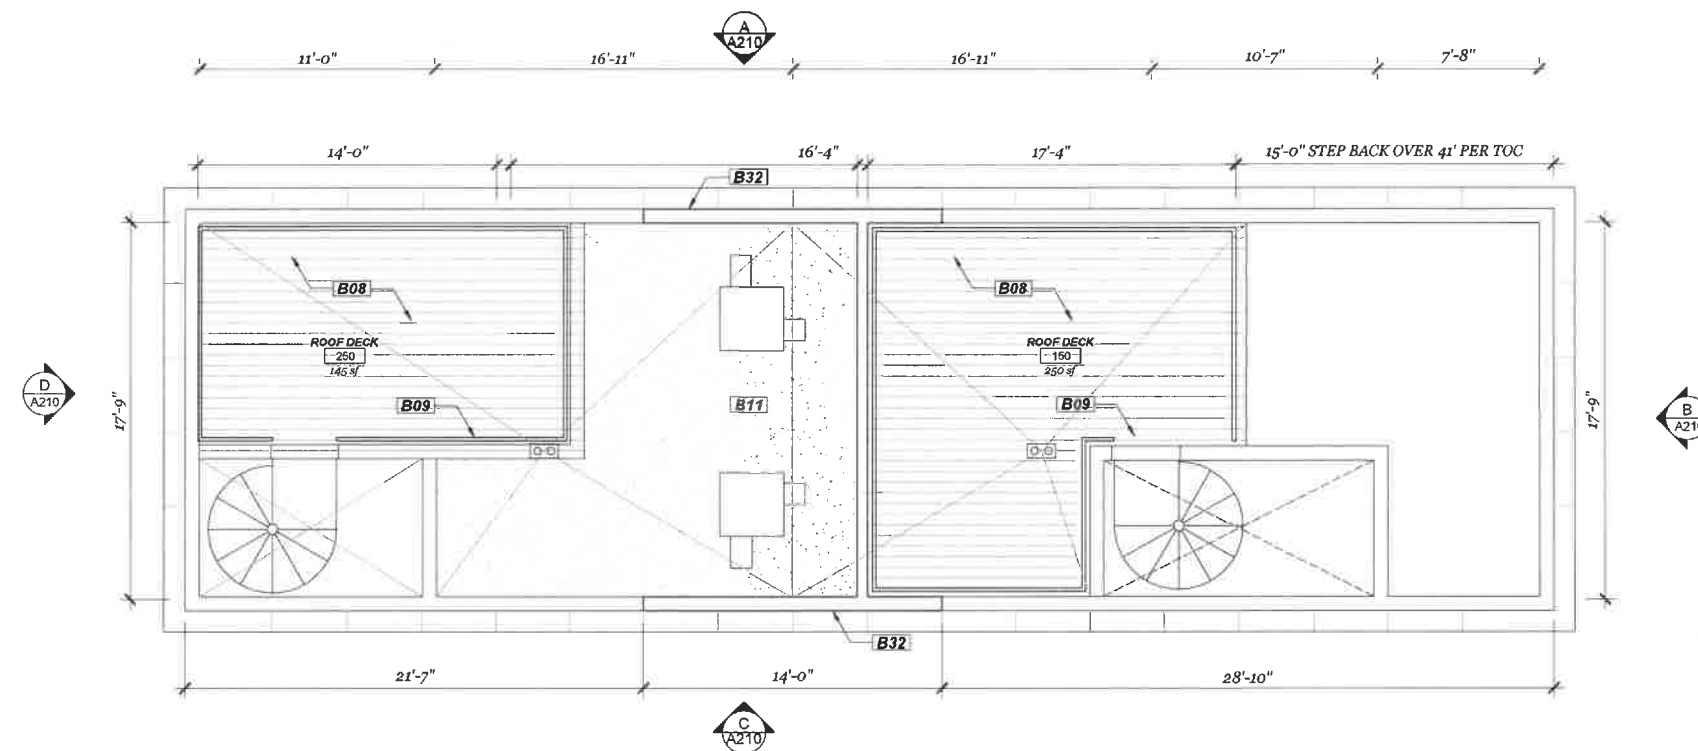 A
A210
11'-0" 16'-11" 16'-11" 10'-7" 7'-8"
14'-0" 16'-4" 17'-4" 15'-0" STEP BACK OVER 41' PER TOC
B32
B08 B08
ROOF DECK ROOF DECK
250 150
145 sf 250 sf
D
A210
17'-9" 17'-9"
B09 B11 B09
B
A210
B32
21'-7" 14'-0" 28'-10"
C
A210